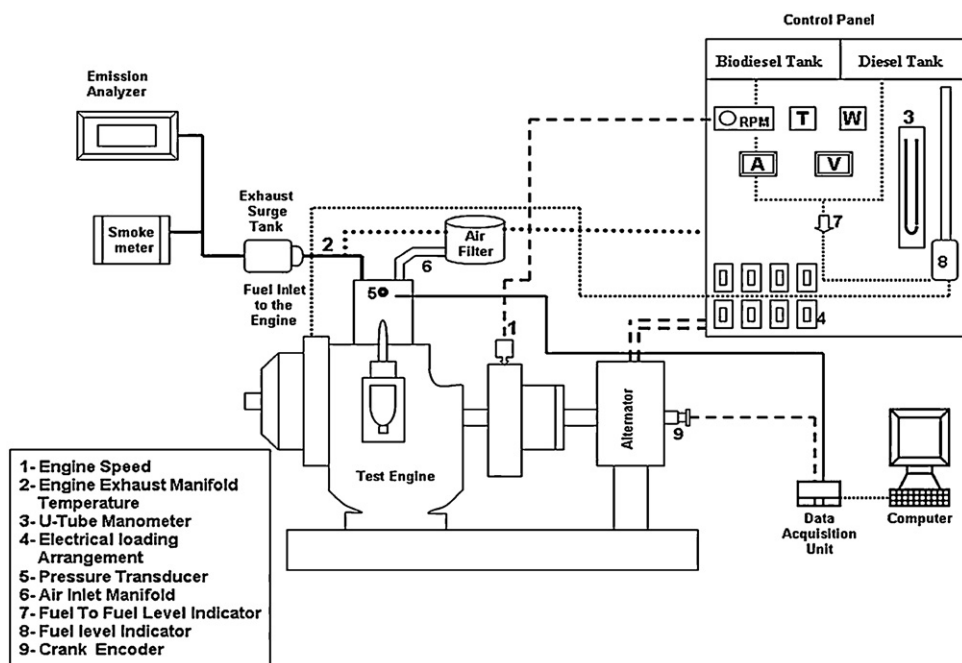 Control Panel
Biodiesel Tank
Diesel Tank
Emission
Analyzer
RPM
T
W
3
A
V
7
8
4
Smoke
meter
Exhaust
Surge
Tank
2
Air
Filter
6
Fuel Inlet
to the
Engine
5
1
Alternator
9
Test Engine
Data
Acquisition
Unit
Computer
1- Engine Speed
2- Engine Exhaust Manifold
Temperature
3- U-Tube Manometer
4- Electrical loading
Arrangement
5- Pressure Transducer
6- Air Inlet Manifold
7- Fuel To Fuel Level Indicator
8- Fuel level Indicator
9- Crank Encoder